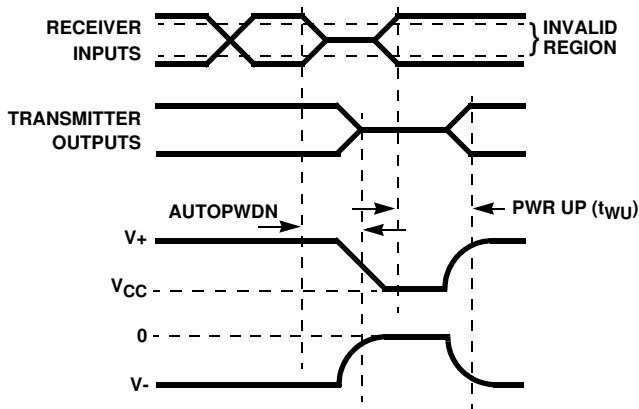 RECEIVER
INPUTS
} INVALID
REGION
TRANSMITTER
OUTPUTS
AUTOPWDN
PWR UP (tWU)
V+
VCC
0
V-